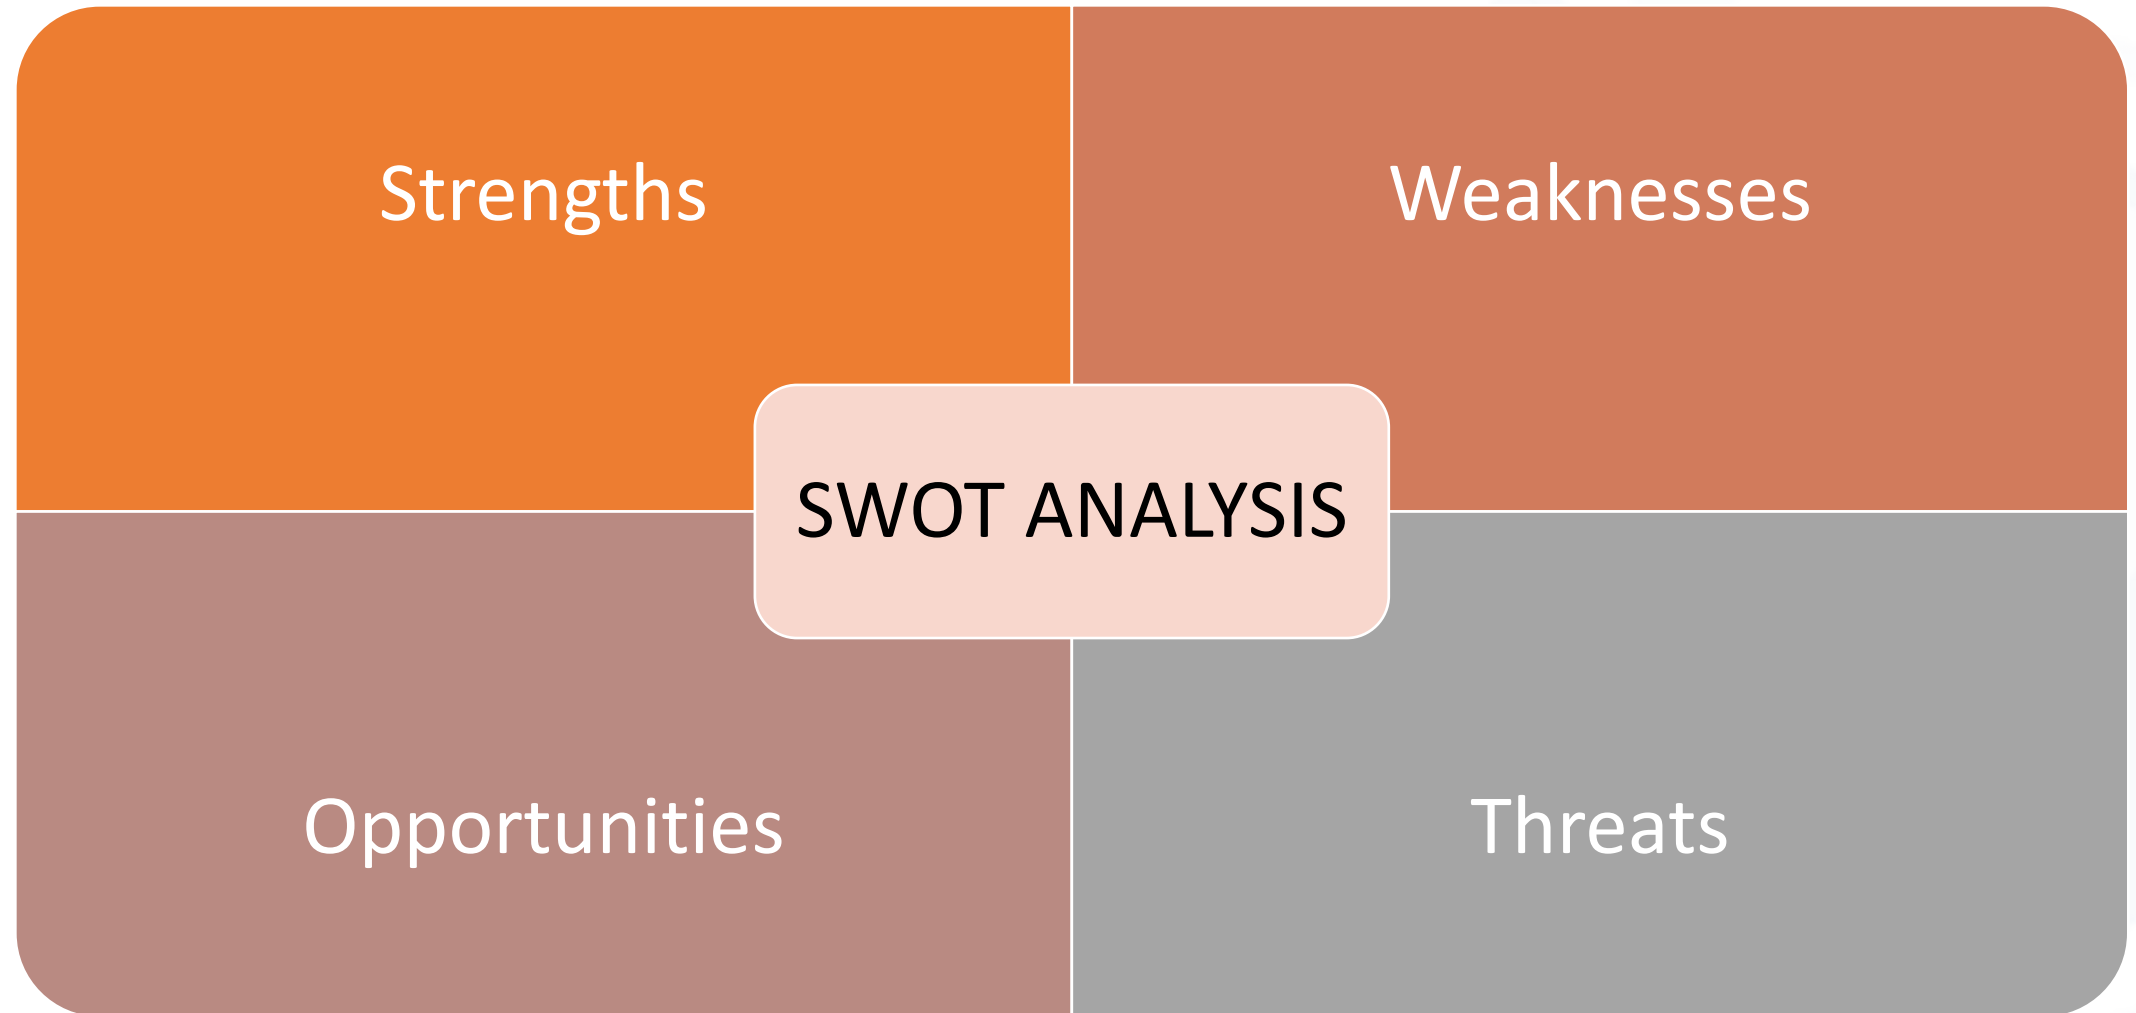 Strengths
Weaknesses
SWOT ANALYSIS
Opportunities
Threats